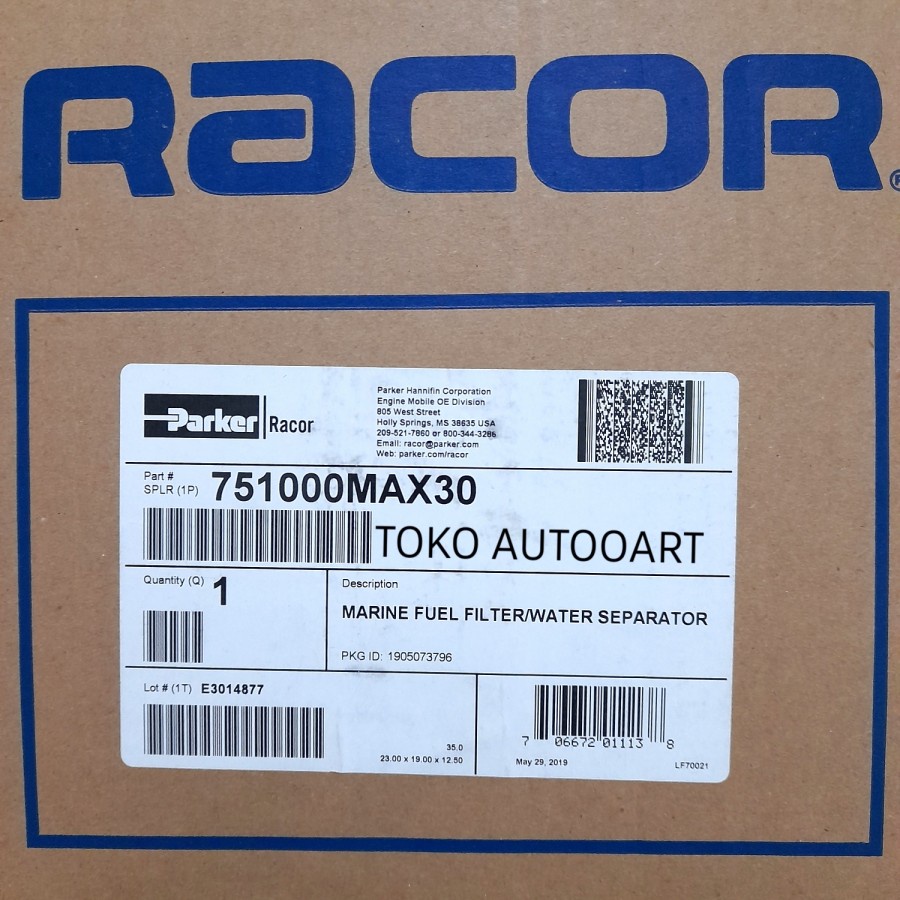 RACOR®
Parker Racor
Parker Hannifin Corporation
Engine Mobile OE Division
805 West Street
Holly Springs, MS 38635 USA
209-521-7860 or 800-344-3286
Email: racor@parker.com
Web: parker.com/racor
Part #
SPLR (1P) 751000MAX30
TOKO AUTOOART
Quantity (Q) 1
Description
MARINE FUEL FILTER/WATER SEPARATOR
PKG ID: 1905073796
Lot # (1T) E3014877
35.0
23.00 x 19.00 x 12.50
7 06672 01113 8
May 29, 2019
LF70021